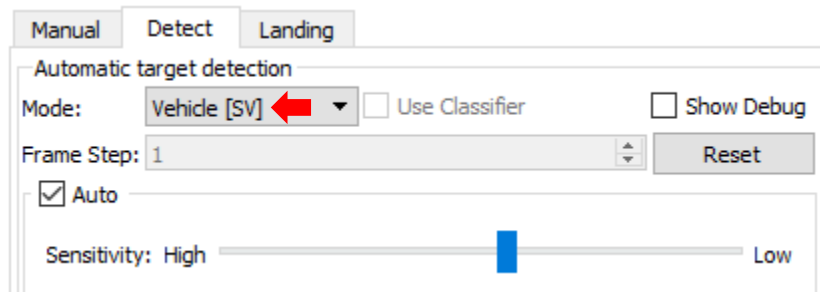 Manual Detect Landing
Automatic target detection
Mode: Vehicle [SV] Use Classifier Show Debug
Frame Step: 1 Reset
Auto
Sensitivity: High Low